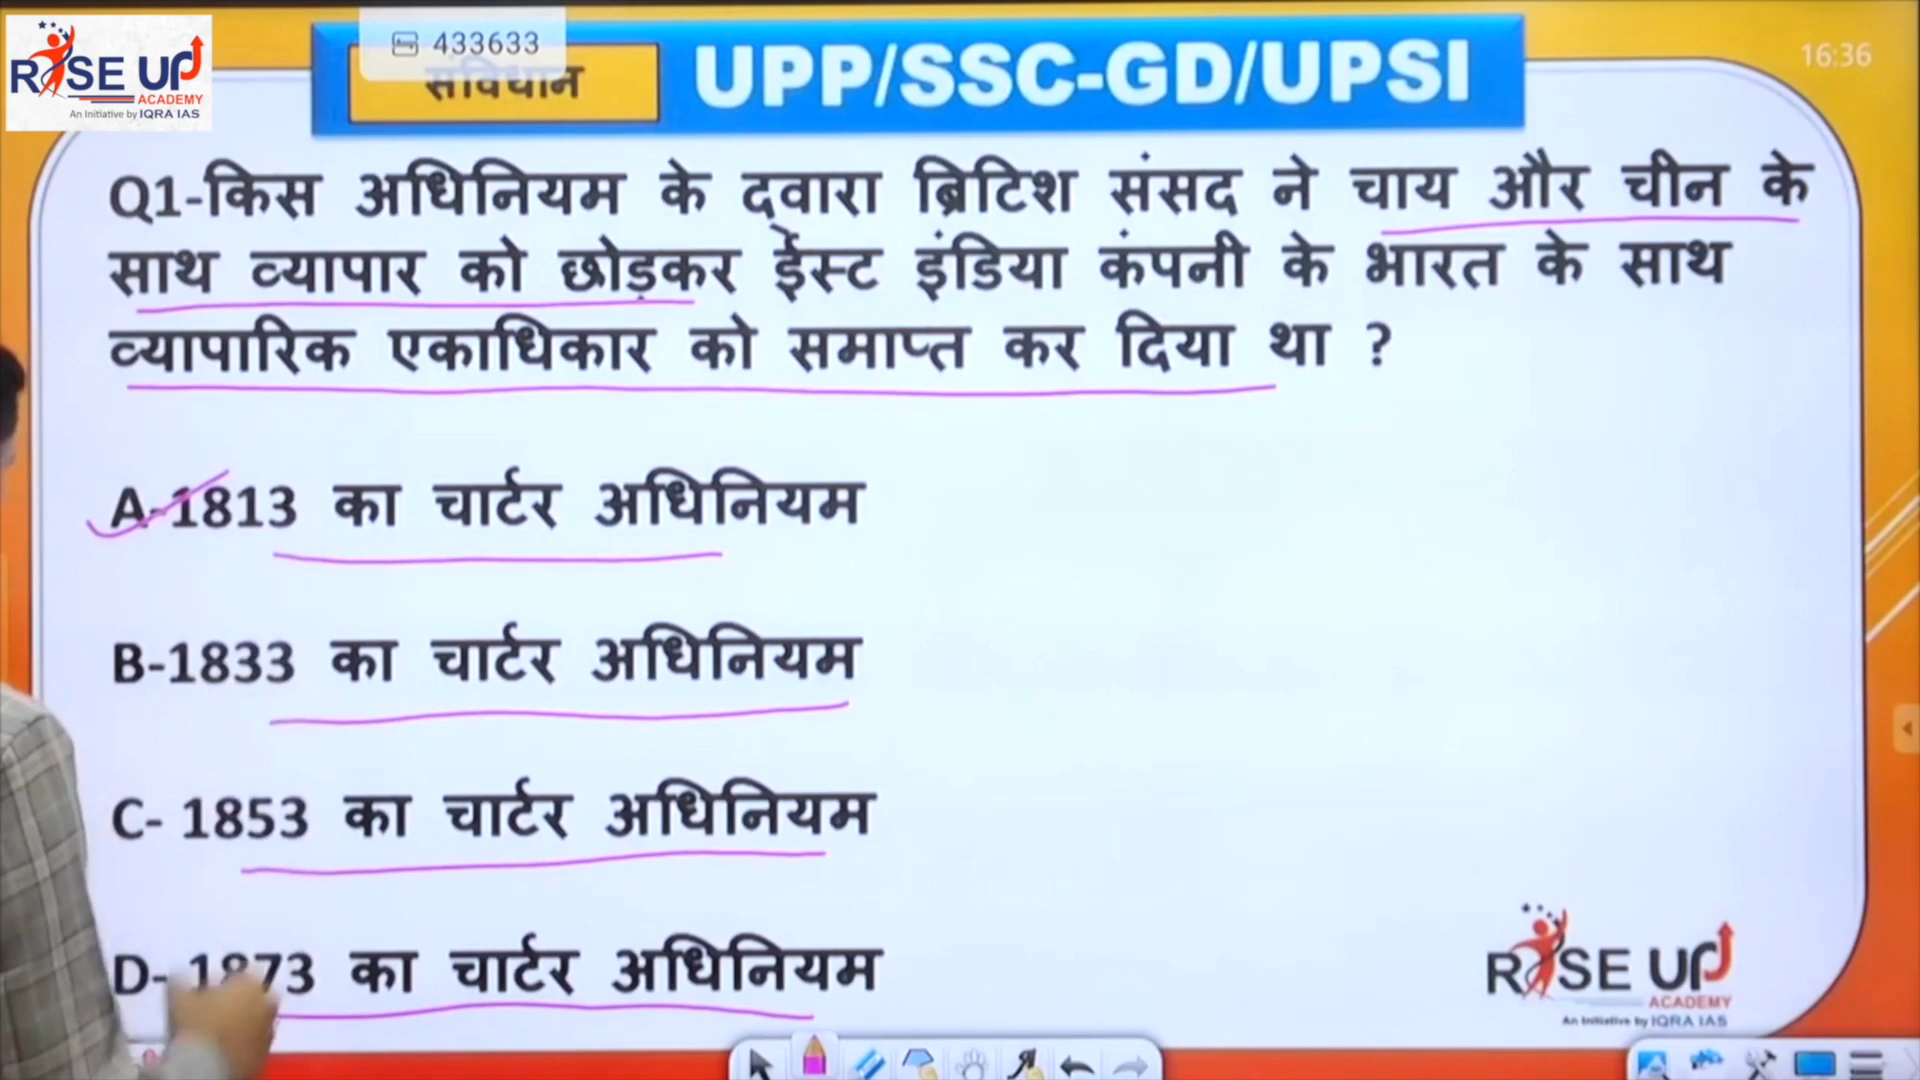 RISE UP
ACADEMY
An Initiative by IQRA IAS
433633
संविधान
UPP/SSC-GD/UPSI
16:36
Q1-किस अधिनियम के द्वारा ब्रिटिश संसद ने चाय और चीन के
साथ व्यापार को छोड़कर ईस्ट इंडिया कंपनी के भारत के साथ
व्यापारिक एकाधिकार को समाप्त कर दिया था ?
A-1813 का चार्टर अधिनियम
B-1833 का चार्टर अधिनियम
C- 1853 का चार्टर अधिनियम
D- 1873 का चार्टर अधिनियम
RISE UP
ACADEMY
An Initiative by IQRA IAS